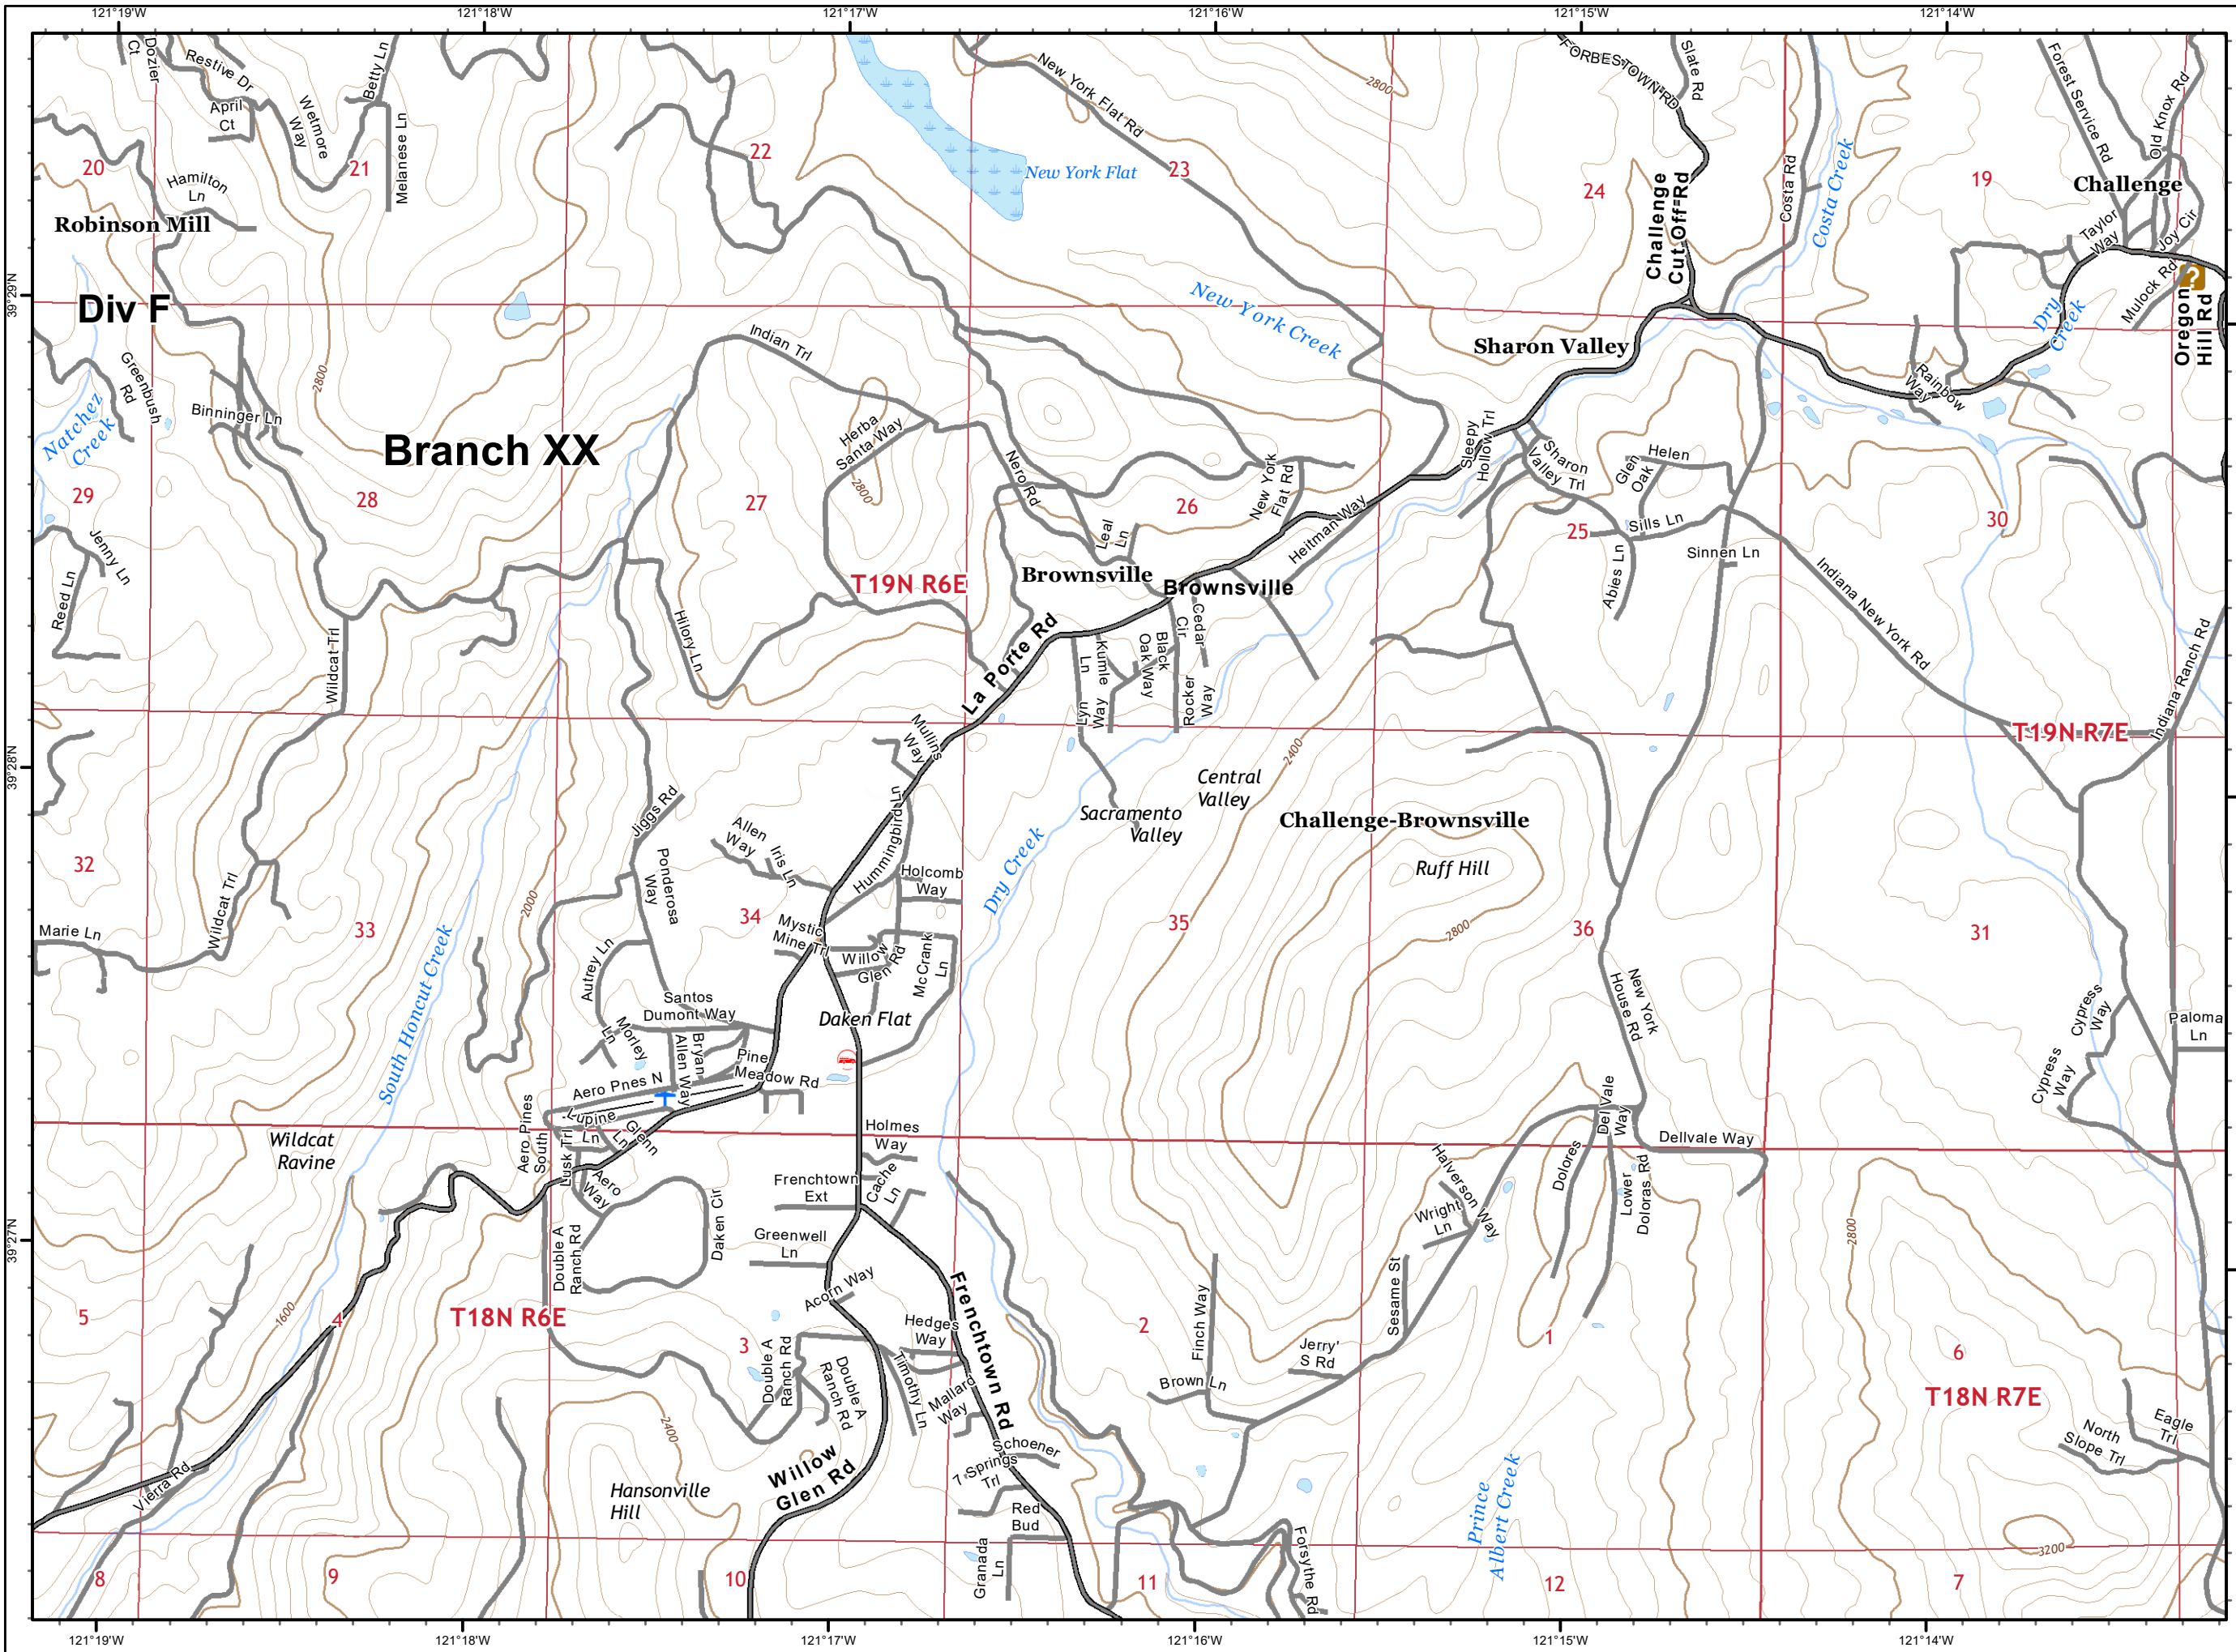 121°19'W
121°18'W
121°17'W
121°16'W
121°15'W
121°14'W
Ct
Dozier
Restive Dr
April
Ct
Wetmore
Way
Betty Ln
Melanese Ln
20
21
22
Hamilton
Ln
Robinson Mill
New York Flat Rd
New York Flat
23
2800
FORBESTOWN RD
Slate Rd
24
Challenge
Cut Off Rd
Costa Rd
Costa Creek
19
Forest Service Rd
Old Knox Rd
Challenge
Taylor
Way
Joy Cir
Mulock Rd
?
Oregon
Hill Rd
39°29'N
Div F
2800
New York Creek
Sharon Valley
Dry
Creek
Indian Trl
Greenbush
Rd
Binninger Ln
Natchez
Creek
Branch XX
Herba
Santa Way
2800
Nero Rd
Rainbow
Way
Sleepy
Hollow Trl
Sharon
Valley Trl
Glen
Oak
Helen
29
28
27
26
New York
Flat Rd
Leal
Ln
Heitman Way
25
Sills Ln
30
Jenny Ln
Reed Ln
Sinnen Ln
Abies Ln
Indiana New York Rd
T19N R6E
Brownsville
Brownsville
Hilory Ln
Wildcat Trl
La Porte Rd
Kumle
Ln
Lyn
Way
Black
Oak Way
Cedar
Cir
Rocker
Way
Indiana Ranch Rd
T19N R7E
39°28'N
Mullins
Way
2400
Central
Valley
Sacramento
Valley
Challenge-Brownsville
Ruff Hill
Jiggs Rd
Hummingbird Ln
Allen
Way
Iris Ln
Ponderosa
Way
Holcomb
Way
Dry Creek
32
33
34
35
36
31
2000
2800
Wildcat Trl
Marie Ln
Mystic
Mine Trl
Willow
Glen Rd
McCrank
Ln
Autrey Ln
South Honcut Creek
Santos
Dumont Way
Daken Flat
Morley
Ln
Bryan
Allen Way
Pine
Meadow Rd
Aero Pnes N
New York
House Rd
Cypress
Way
Cypress
Way
Paloma
Ln
Aero Pines
South
Lupine
Ln
Glenn
Ln
Lusk Trl
Aero
Way
Wildcat
Ravine
Holmes
Way
Del Vale
Way
Dellvale Way
Frenchtown
Ext
Cache
Ln
Dolores
Lower
Doloras Rd
Halverson Way
Wright
Ln
39°27'N
Double A
Ranch Rd
Daken Cir
Greenwell
Ln
Acorn Way
2800
Sesame St
Finch Way
5
1600
4
T18N R6E
3
Hedges
Way
Frenchtown Rd
2
Jerry'
S Rd
1
6
Double A
Ranch Rd
Double A
Ranch Rd
Timothy Ln
Mallard
Way
Brown Ln
T18N R7E
2400
Schoener
7 Springs
Trl
North
Slope Trl
Eagle
Trl
Vierra Rd
Hansonville
Hill
Willow
Glen Rd
Red
Bud
Granada
Ln
Forsythe Rd
Prince
Albert Creek
3200
8
9
10
11
12
7
121°19'W
121°18'W
121°17'W
121°16'W
121°15'W
121°14'W